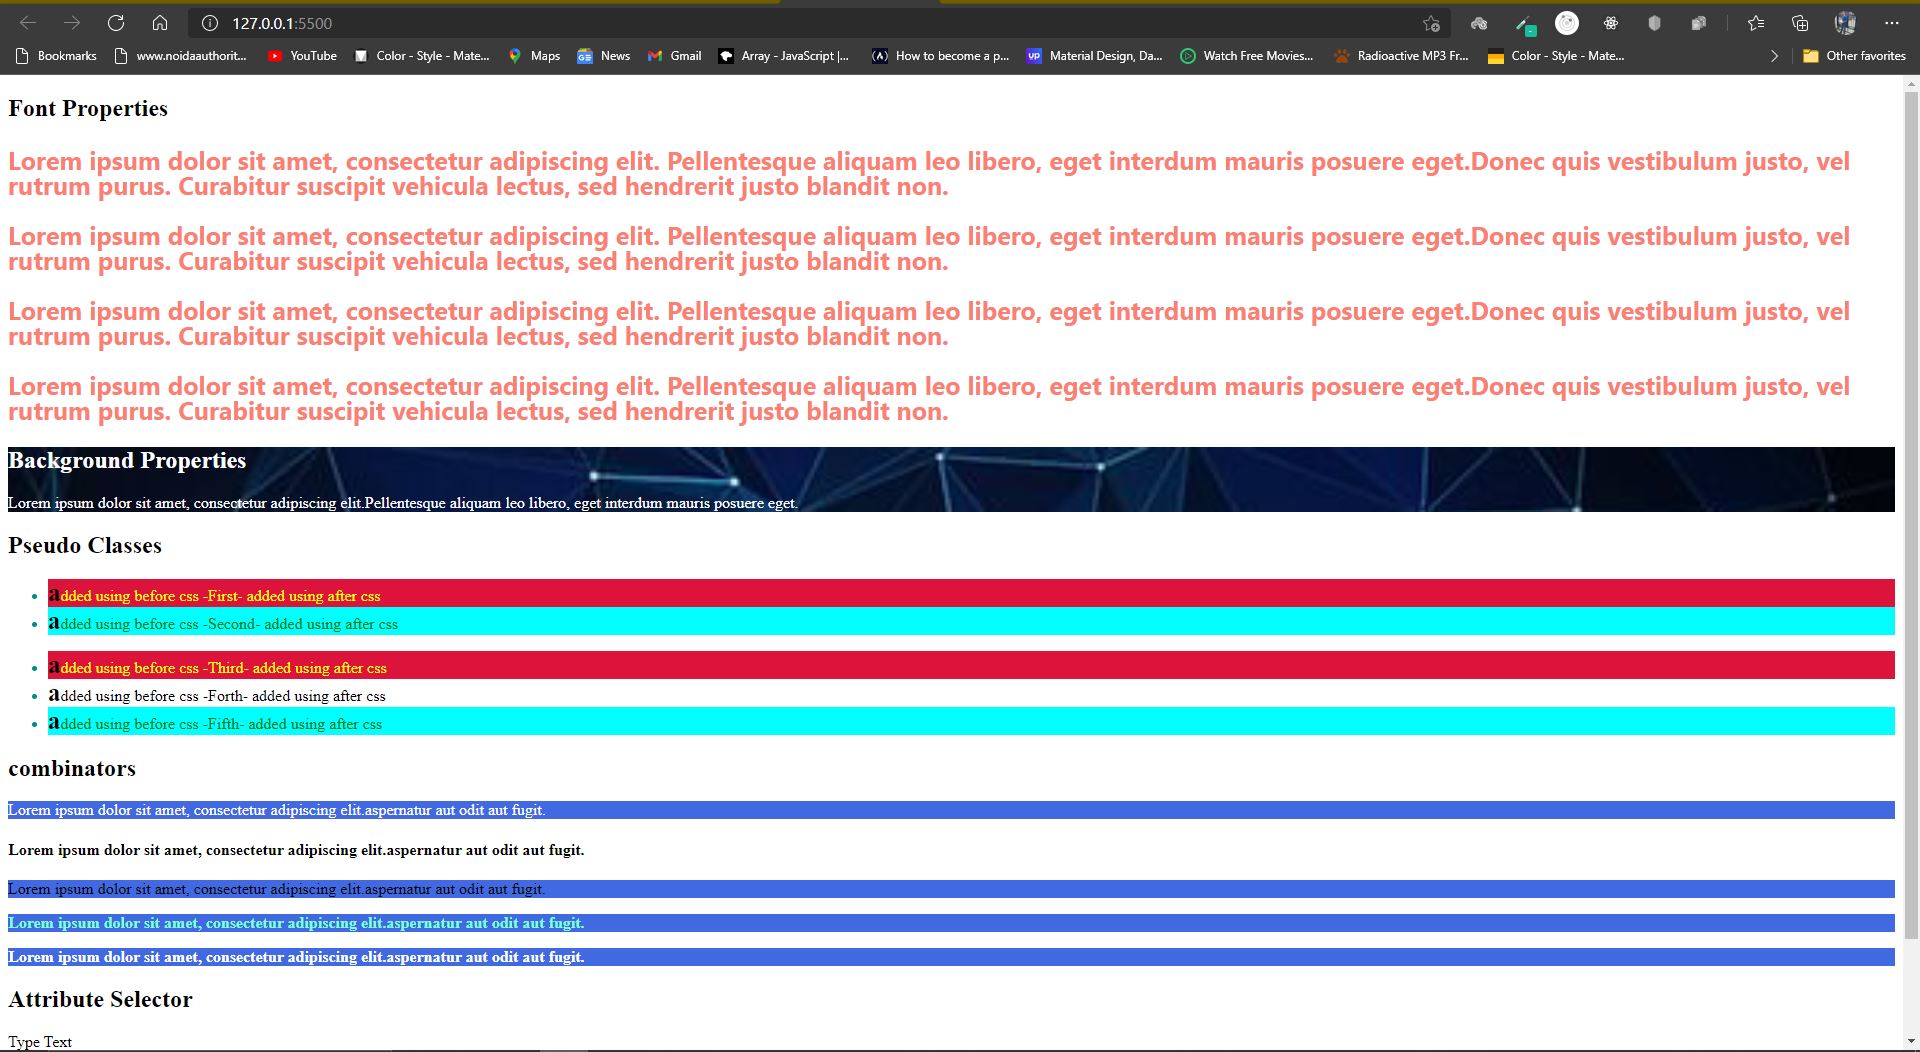 127.0.0.1:5500
Bookmarks
www.noidaauthorit...
YouTube
Color - Style - Mate...
Maps
News
Gmail
Array - JavaScript |...
How to become a p...
Material Design, Da...
Watch Free Movies...
Radioactive MP3 Fr...
Color - Style - Mate...
Other favorites
Font Properties
Lorem ipsum dolor sit amet, consectetur adipiscing elit. Pellentesque aliquam leo libero, eget interdum mauris posuere eget.Donec quis vestibulum justo, vel
rutrum purus. Curabitur suscipit vehicula lectus, sed hendrerit justo blandit non.
Lorem ipsum dolor sit amet, consectetur adipiscing elit. Pellentesque aliquam leo libero, eget interdum mauris posuere eget.Donec quis vestibulum justo, vel
rutrum purus. Curabitur suscipit vehicula lectus, sed hendrerit justo blandit non.
Lorem ipsum dolor sit amet, consectetur adipiscing elit. Pellentesque aliquam leo libero, eget interdum mauris posuere eget.Donec quis vestibulum justo, vel
rutrum purus. Curabitur suscipit vehicula lectus, sed hendrerit justo blandit non.
Lorem ipsum dolor sit amet, consectetur adipiscing elit. Pellentesque aliquam leo libero, eget interdum mauris posuere eget.Donec quis vestibulum justo, vel
rutrum purus. Curabitur suscipit vehicula lectus, sed hendrerit justo blandit non.
Background Properties
Lorem ipsum dolor sit amet, consectetur adipiscing elit.Pellentesque aliquam leo libero, eget interdum mauris posuere eget.
Pseudo Classes
• added using before css -First- added using after css
• added using before css -Second- added using after css
• added using before css -Third- added using after css
• added using before css -Forth- added using after css
• added using before css -Fifth- added using after css
combinators
Lorem ipsum dolor sit amet, consectetur adipiscing elit.aspernatur aut odit aut fugit.
Lorem ipsum dolor sit amet, consectetur adipiscing elit.aspernatur aut odit aut fugit.
Lorem ipsum dolor sit amet, consectetur adipiscing elit.aspernatur aut odit aut fugit.
Lorem ipsum dolor sit amet, consectetur adipiscing elit.aspernatur aut odit aut fugit.
Lorem ipsum dolor sit amet, consectetur adipiscing elit.aspernatur aut odit aut fugit.
Attribute Selector
Type Text